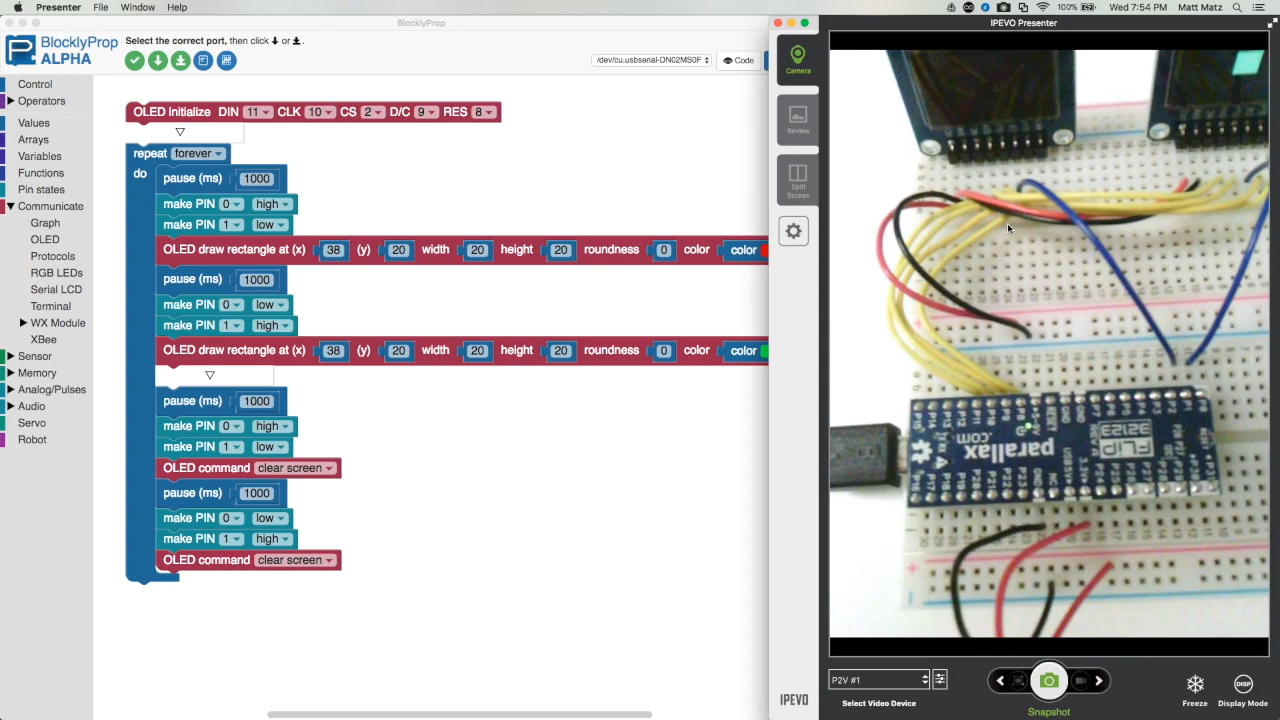 Presenter File Window Help 100% Wed 7:54 PM Matt Matz
BlocklyProp
IPEVO Presenter
BlocklyProp
ALPHA
Select the correct port, then click or .
/dev/cu.usbserial-DN02MS0F
Code
Control
Operators
Values
Arrays
Variables
Functions
Pin states
Communicate
Graph
OLED
Protocols
RGB LEDs
Serial LCD
Terminal
WX Module
XBee
Sensor
Memory
Analog/Pulses
Audio
Servo
Robot
OLED initialize DIN 11 CLK 10 CS 2 D/C 9 RES 8
repeat forever
do
pause (ms) 1000
make PIN 0 high
make PIN 1 low
OLED draw rectangle at (x) 38 (y) 20 width 20 height 20 roundness 0 color color
pause (ms) 1000
make PIN 0 low
make PIN 1 high
OLED draw rectangle at (x) 38 (y) 20 width 20 height 20 roundness 0 color color
pause (ms) 1000
make PIN 0 high
make PIN 1 low
OLED command clear screen
pause (ms) 1000
make PIN 0 low
make PIN 1 high
OLED command clear screen
Camera
Review
Split
Screen
IPEVO
parallax
.com
FLiP
32123
P2V #1
Select Video Device
Snapshot
Freeze
DISP
Display Mode